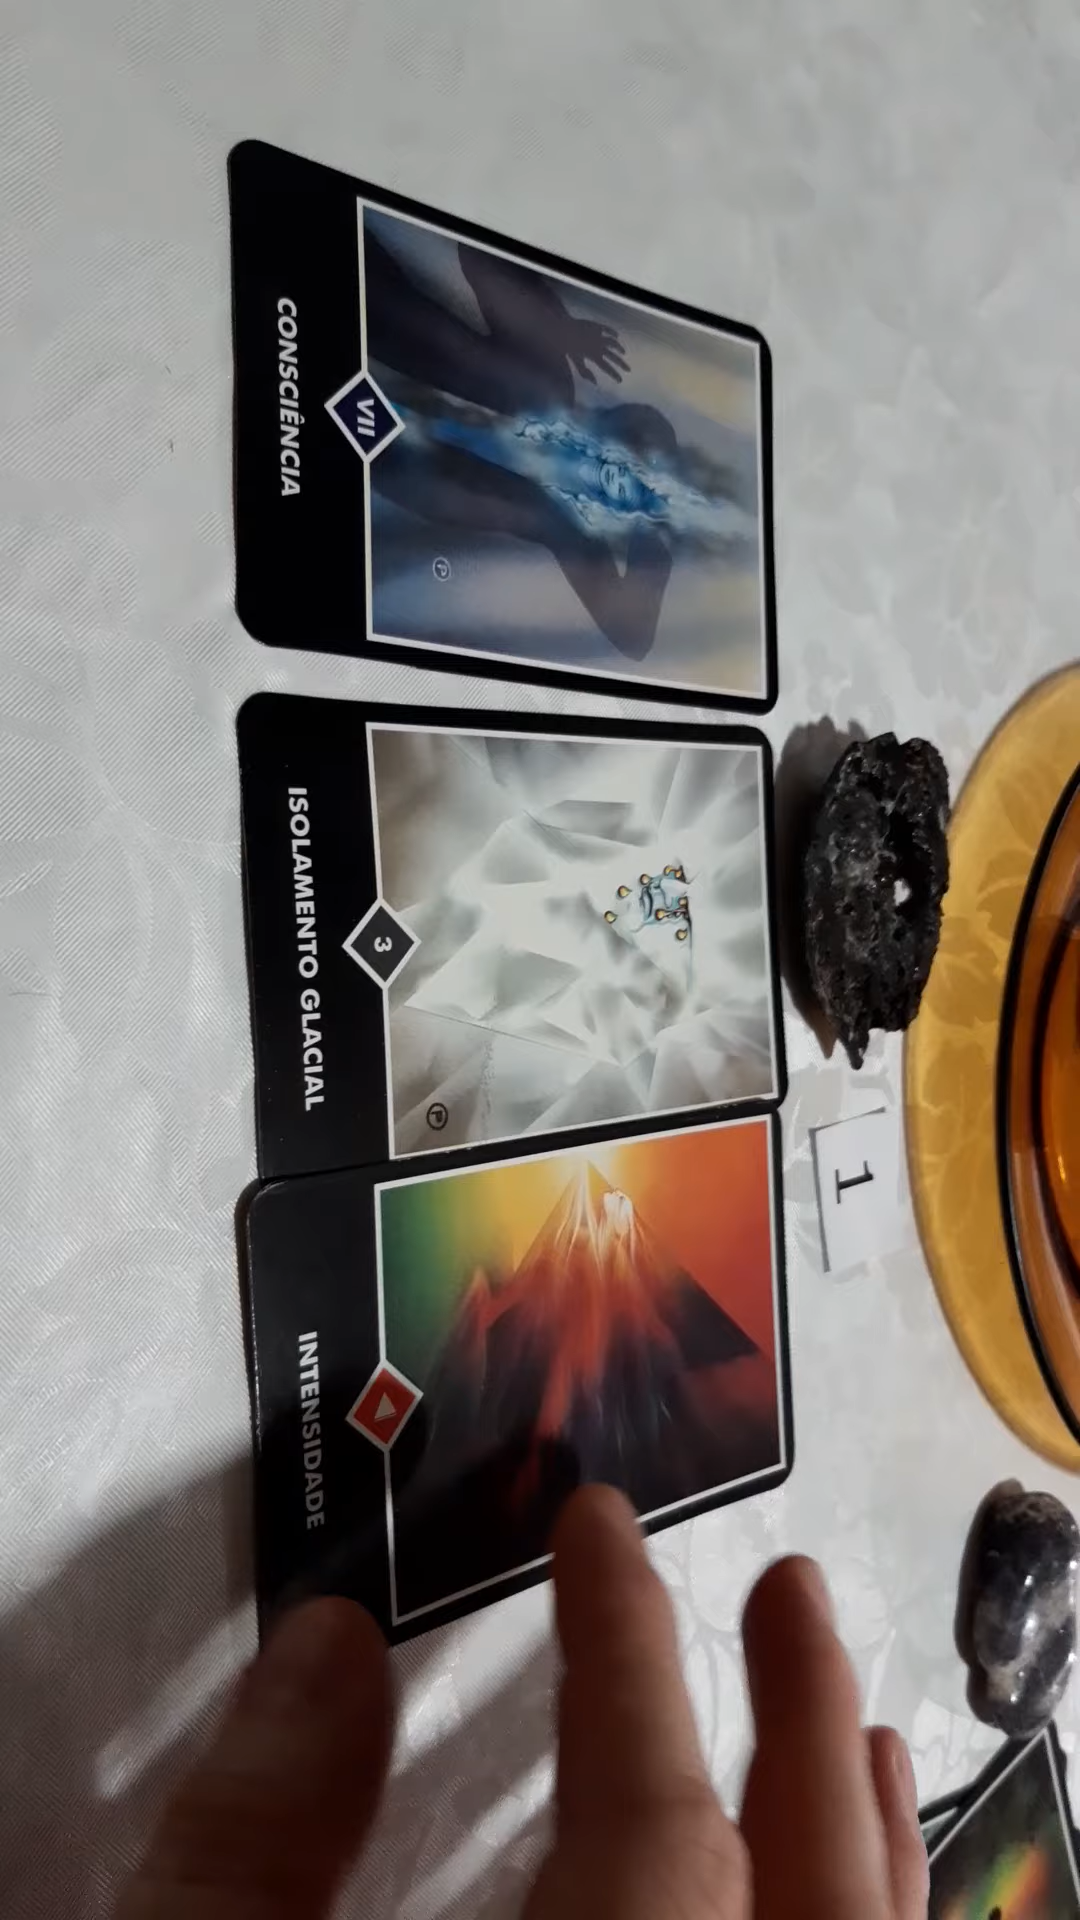 CONSCIÊNCIA
VII
ISOLAMENTO GLACIAL
3
INTENSIDADE
1